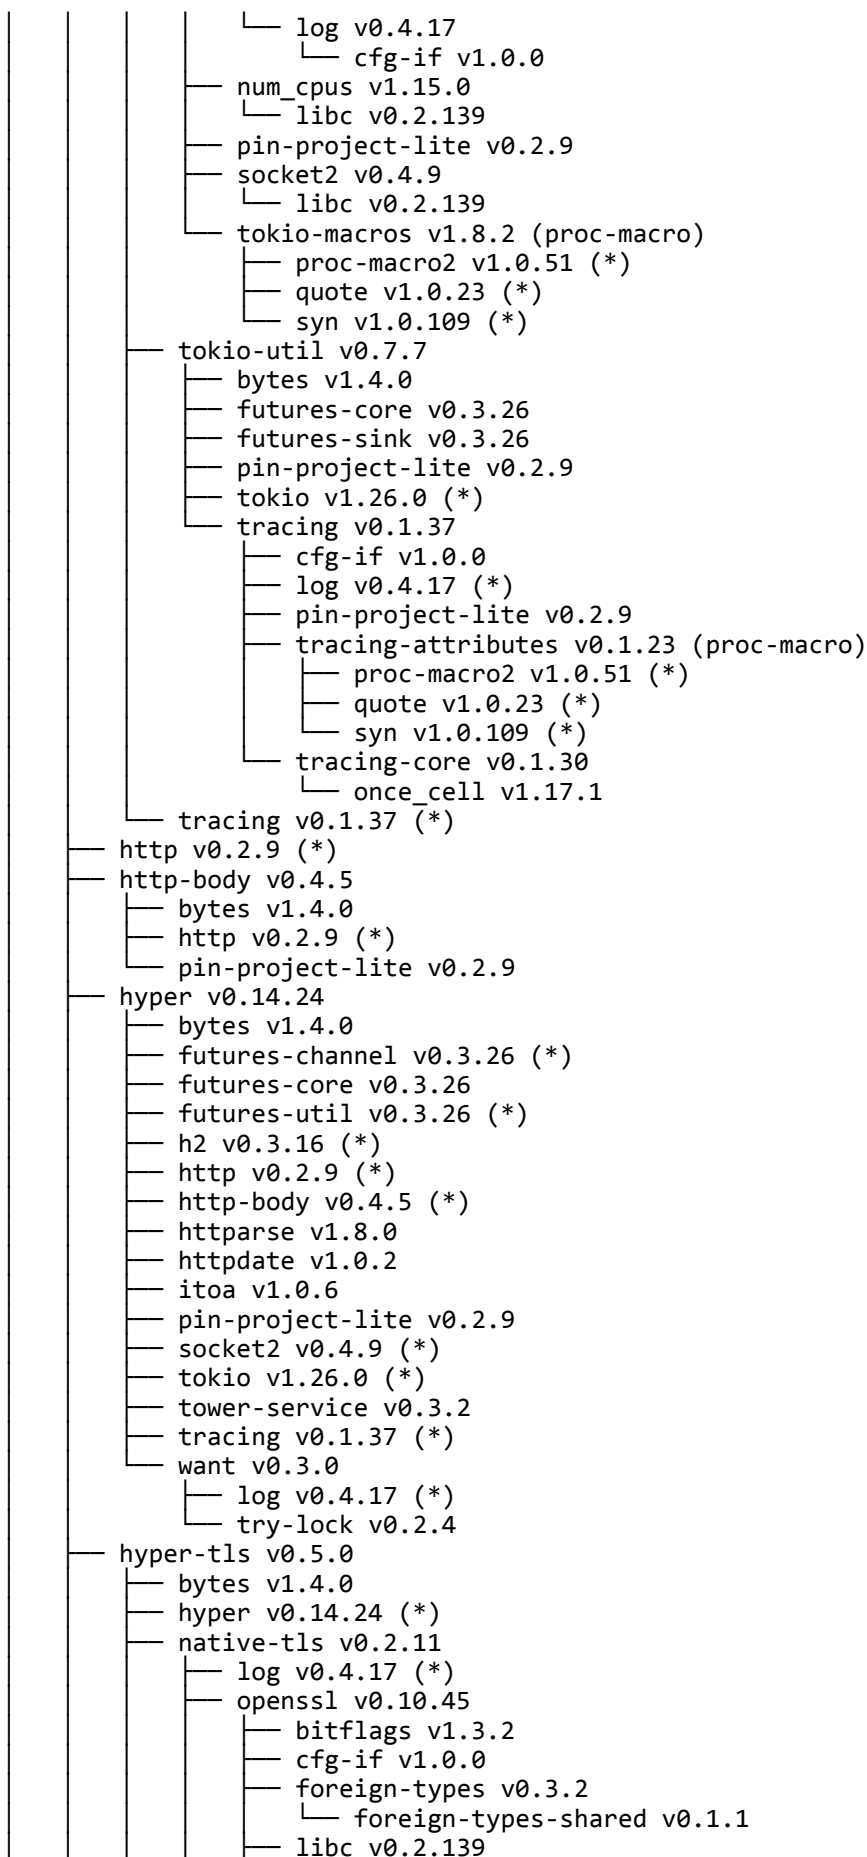 │    │    │    │    └── log v0.4.17
│    │    │    │        └── cfg-if v1.0.0
│    │    │    ├── num_cpus v1.15.0
│    │    │    │   └── libc v0.2.139
│    │    │    ├── pin-project-lite v0.2.9
│    │    │    ├── socket2 v0.4.9
│    │    │    │   └── libc v0.2.139
│    │    │    └── tokio-macros v1.8.2 (proc-macro)
│    │    │        ├── proc-macro2 v1.0.51 (*)
│    │    │        ├── quote v1.0.23 (*)
│    │    │        └── syn v1.0.109 (*)
│    │    ├── tokio-util v0.7.7
│    │    │   ├── bytes v1.4.0
│    │    │   ├── futures-core v0.3.26
│    │    │   ├── futures-sink v0.3.26
│    │    │   ├── pin-project-lite v0.2.9
│    │    │   ├── tokio v1.26.0 (*)
│    │    │   └── tracing v0.1.37
│    │    │       ├── cfg-if v1.0.0
│    │    │       ├── log v0.4.17 (*)
│    │    │       ├── pin-project-lite v0.2.9
│    │    │       ├── tracing-attributes v0.1.23 (proc-macro)
│    │    │       │   ├── proc-macro2 v1.0.51 (*)
│    │    │       │   ├── quote v1.0.23 (*)
│    │    │       │   └── syn v1.0.109 (*)
│    │    │       └── tracing-core v0.1.30
│    │    │           └── once_cell v1.17.1
│    │    └── tracing v0.1.37 (*)
│    ├── http v0.2.9 (*)
│    ├── http-body v0.4.5
│    │   ├── bytes v1.4.0
│    │   ├── http v0.2.9 (*)
│    │   └── pin-project-lite v0.2.9
│    ├── hyper v0.14.24
│    │   ├── bytes v1.4.0
│    │   ├── futures-channel v0.3.26 (*)
│    │   ├── futures-core v0.3.26
│    │   ├── futures-util v0.3.26 (*)
│    │   ├── h2 v0.3.16 (*)
│    │   ├── http v0.2.9 (*)
│    │   ├── http-body v0.4.5 (*)
│    │   ├── httparse v1.8.0
│    │   ├── httpdate v1.0.2
│    │   ├── itoa v1.0.6
│    │   ├── pin-project-lite v0.2.9
│    │   ├── socket2 v0.4.9 (*)
│    │   ├── tokio v1.26.0 (*)
│    │   ├── tower-service v0.3.2
│    │   ├── tracing v0.1.37 (*)
│    │   └── want v0.3.0
│    │       ├── log v0.4.17 (*)
│    │       └── try-lock v0.2.4
│    ├── hyper-tls v0.5.0
│    │   ├── bytes v1.4.0
│    │   ├── hyper v0.14.24 (*)
│    │   ├── native-tls v0.2.11
│    │   │   ├── log v0.4.17 (*)
│    │   │   ├── openssl v0.10.45
│    │   │   │   ├── bitflags v1.3.2
│    │   │   │   ├── cfg-if v1.0.0
│    │   │   │   ├── foreign-types v0.3.2
│    │   │   │   │   └── foreign-types-shared v0.1.1
│    │   │   │   ├── libc v0.2.139